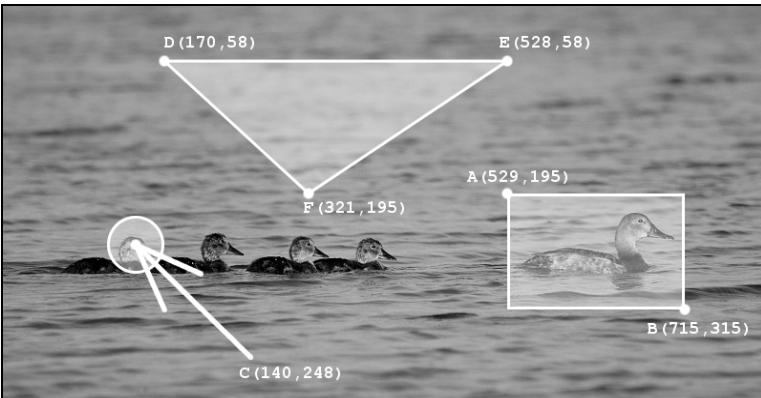 D(170,58)
E(528,58)
A(529,195)
F(321,195)
B(715,315)
C(140,248)